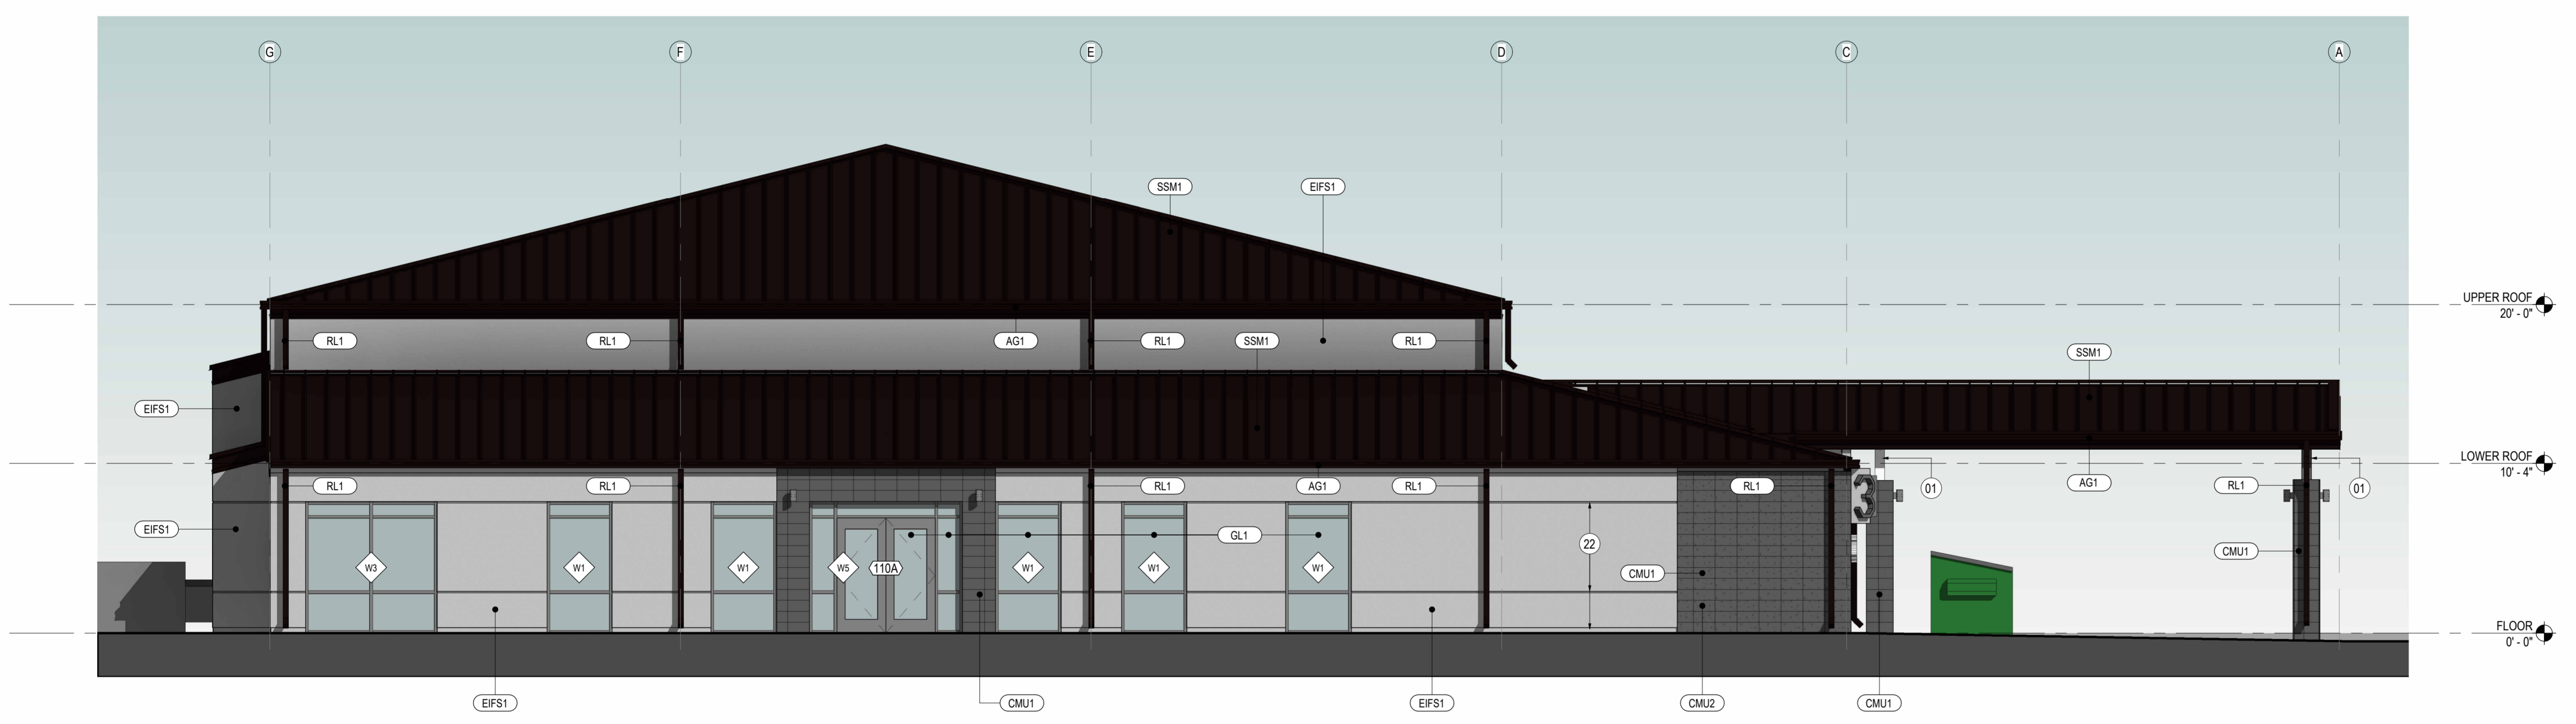 G F E D C A
SSM1 EIFS1
UPPER ROOF
20' - 0"
RL1 RL1 AG1 RL1 SSM1 RL1
SSM1
EIFS1
LOWER ROOF
10' - 4"
RL1 RL1 RL1 AG1 RL1 RL1 01 AG1 RL1 01
3
EIFS1
GL1 22
CMU1
W3 W1 W1 W5 110A W1 W1 W1 CMU1
FLOOR
0' - 0"
EIFS1 CMU1 EIFS1 CMU2 CMU1